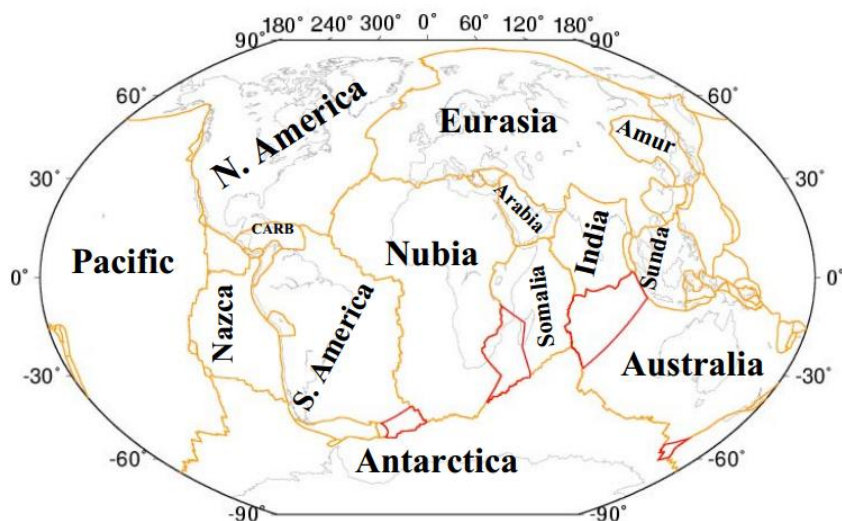 180˚ 240˚ 300˚ 0˚ 60˚ 120˚ 180˚
90˚ 90˚
60˚ 60˚
N. America
Eurasia
Amur
30˚ 30˚
Arabia
CARB
Pacific
Nubia
India
Sunda
0˚ 0˚
Nazca
S. America
Somalia
Australia
-30˚ -30˚
Antarctica
-60˚ -60˚
-90˚ -90˚